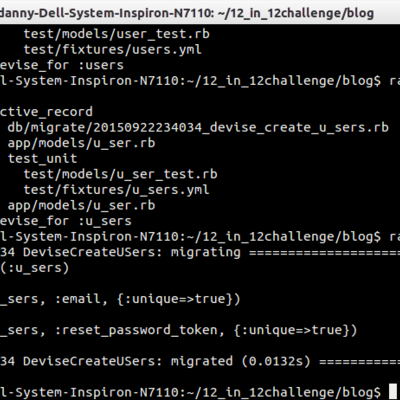 danny-Dell-System-Inspiron-N7110: ~/12_in_12challenge/blog
test/models/user_test.rb
test/fixtures/users.yml
evise_for :users
l-System-Inspiron-N7110:~/12_in_12challenge/blog$ ra
ctive_record
db/migrate/20150922234034_devise_create_u_sers.rb
app/models/u_ser.rb
test_unit
test/models/u_ser_test.rb
test/fixtures/u_sers.yml
app/models/u_ser.rb
evise_for :u_sers
l-System-Inspiron-N7110:~/12_in_12challenge/blog$ ra
34 DeviseCreateUSers: migrating ====================
(:u_sers)
_sers, :email, {:unique=>true})
_sers, :reset_password_token, {:unique=>true})
34 DeviseCreateUSers: migrated (0.0132s) ===========
l-System-Inspiron-N7110:~/12_in_12challenge/blog$